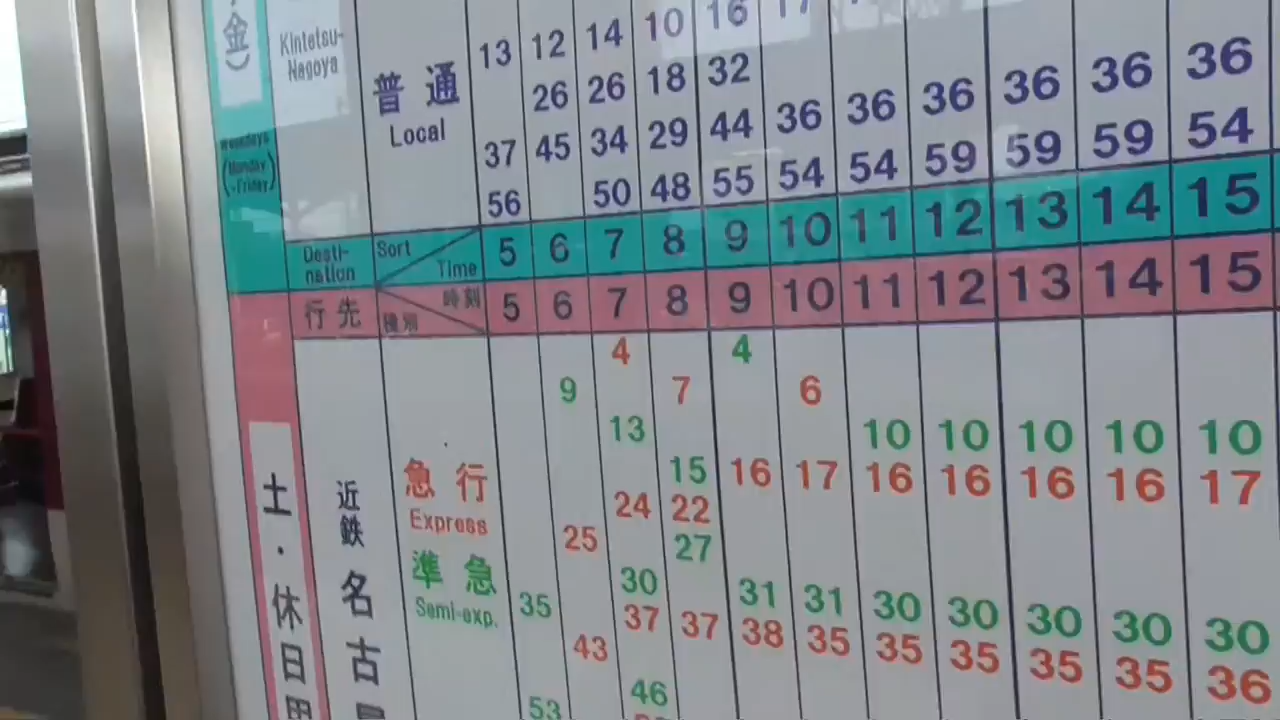 金
Weekdays
(Monday
-Friday)
Kintetsu-
Nagoya
普通
Local
13 12 14 10 16
26 26 18 32
37 45 34 29 44 36 36 36 36 36 36
56 50 48 55 54 54 59 59 59 54
Desti-
nation
Sort
Time
5 6 7 8 9 10 11 12 13 14 15
行先
時刻
種別
5 6 7 8 9 10 11 12 13 14 15
土・休日
近鉄名古
急行
Express
準急
Semi-exp.
4 4
9 7 6
13 10 10 10 10 10
15 16 17 16 16 16 16 17
24 22
25 27
35 30 31 31 30 30 30 30 30
37 37 38 35 35 35 35 35 36
43
53 46